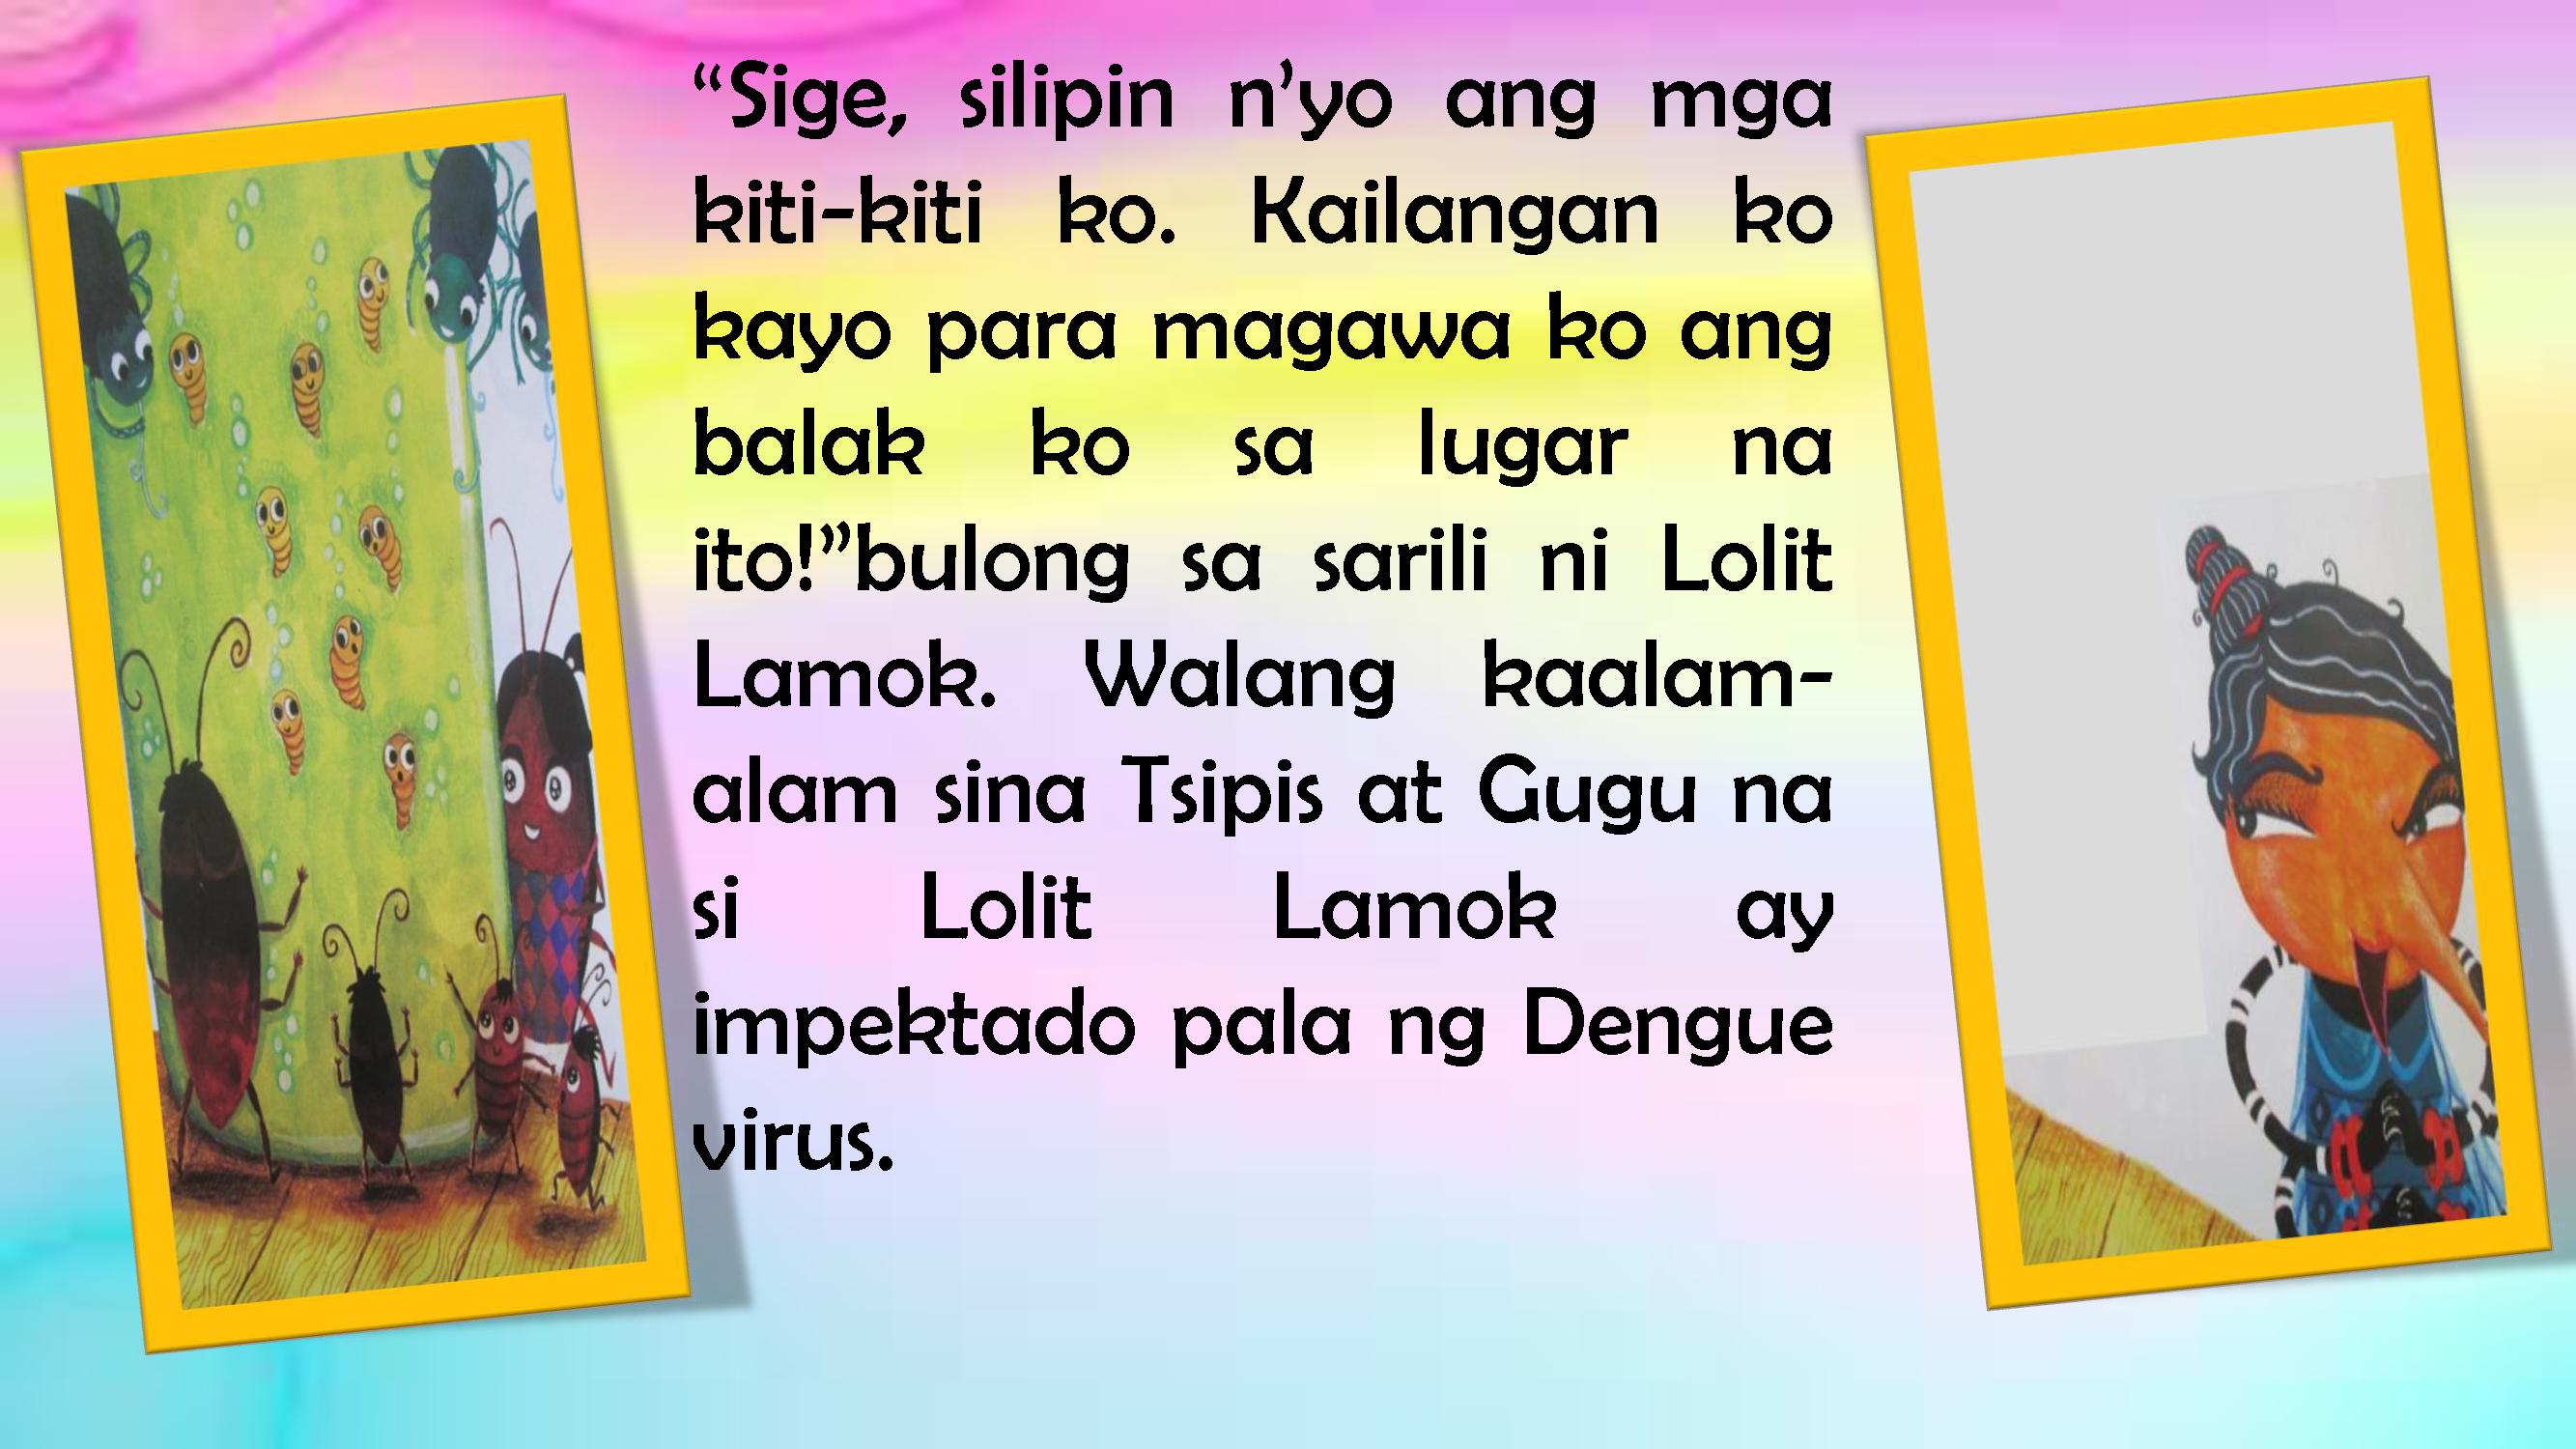 “Sige, silipin n’yo ang mga
kiti-kiti ko. Kailangan ko
kayo para magawa ko ang
balak ko sa lugar na
ito!”bulong sa sarili ni Lolit
Lamok. Walang kaalam-
alam sina Tsipis at Gugu na
si Lolit Lamok ay
impektado pala ng Dengue
virus.